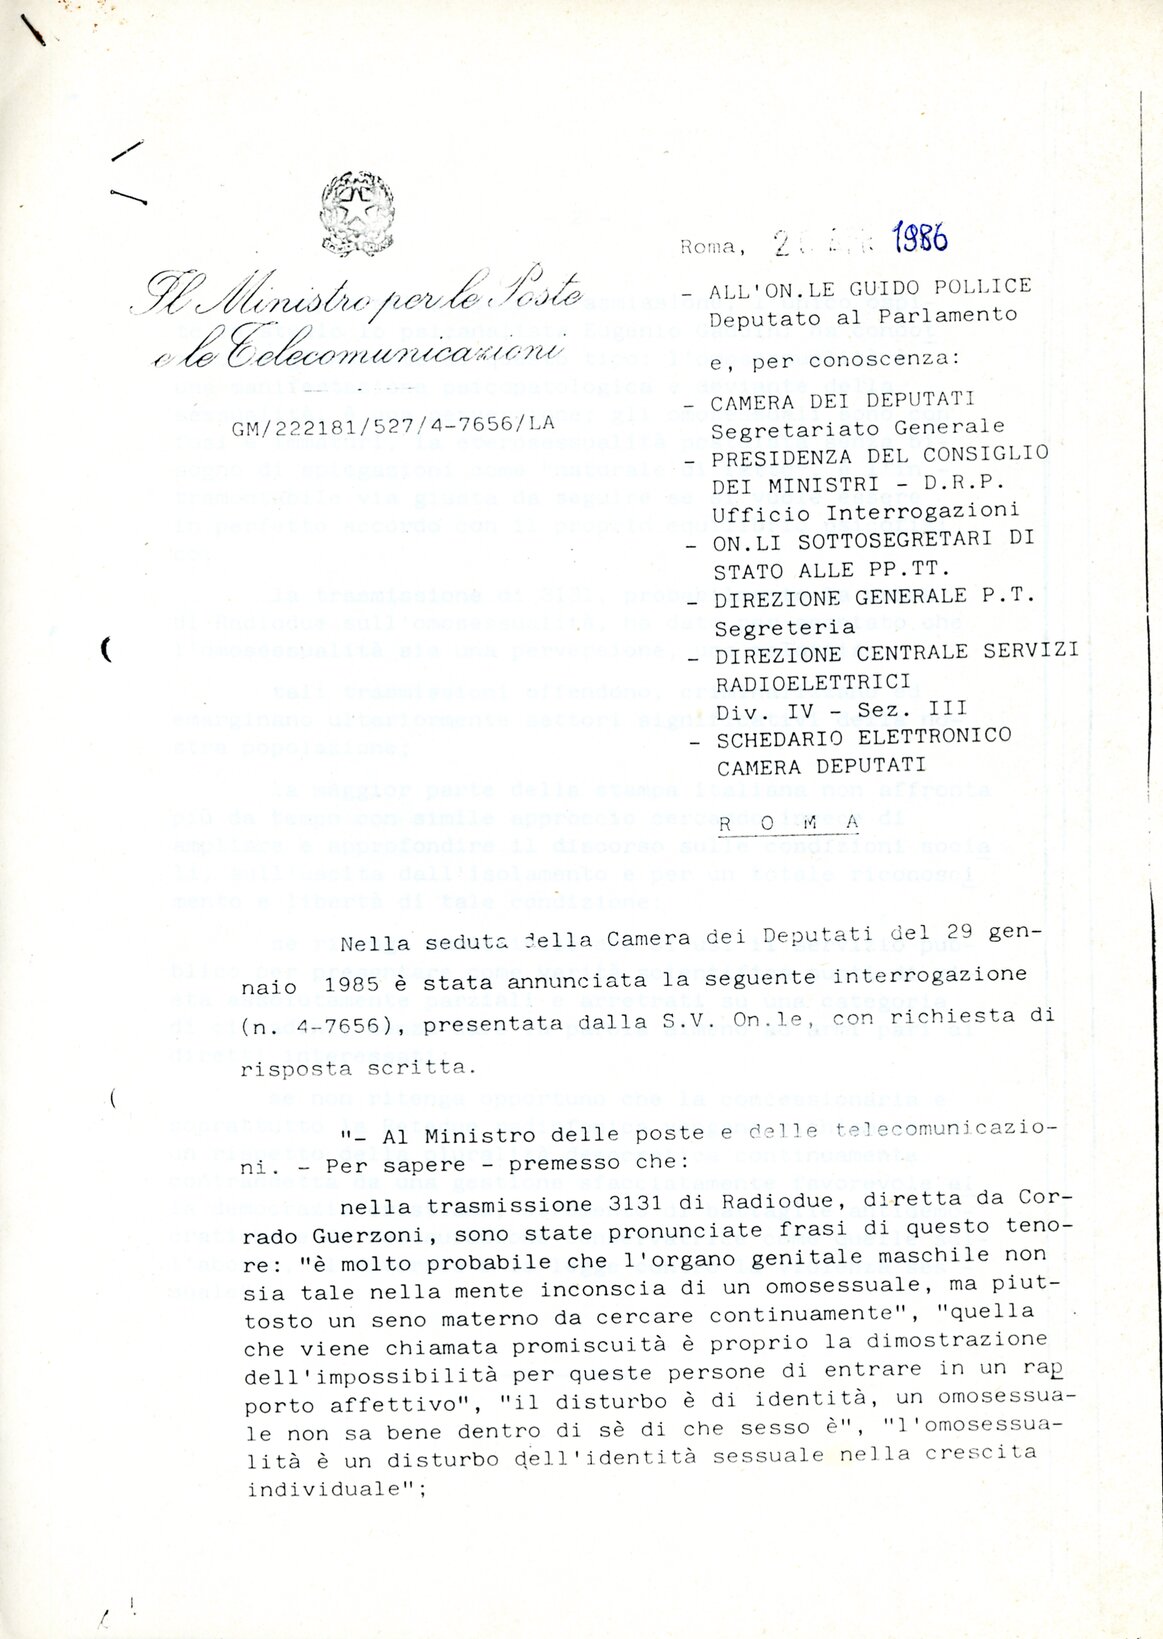 Roma, 1986
Il Ministro per le Poste
e le Telecomunicazioni
GM/222181/527/4-7656/LA
- ALL'ON.LE GUIDO POLLICE
Deputato al Parlamento
e, per conoscenza:
- CAMERA DEI DEPUTATI
Segretariato Generale
- PRESIDENZA DEL CONSIGLIO
DEI MINISTRI - D.R.P.
Ufficio Interrogazioni
- ON.LI SOTTOSEGRETARI DI
STATO ALLE PP.TT.
- DIREZIONE GENERALE P.T.
Segreteria
- DIREZIONE CENTRALE SERVIZI
RADIOELETTRICI
Div. IV - Sez. III
- SCHEDARIO ELETTRONICO
CAMERA DEPUTATI
R O M A
Nella seduta della Camera dei Deputati del 29 gen-
naio 1985 è stata annunciata la seguente interrogazione
(n. 4-7656), presentata dalla S.V. On.le, con richiesta di
risposta scritta.
"- Al Ministro delle poste e delle telecomunicazio-
ni. - Per sapere - premesso che:
nella trasmissione 3131 di Radiodue, diretta da Cor-
rado Guerzoni, sono state pronunciate frasi di questo teno-
re: "è molto probabile che l'organo genitale maschile non
sia tale nella mente inconscia di un omosessuale, ma piut-
tosto un seno materno da cercare continuamente", "quella
che viene chiamata promiscuità è proprio la dimostrazione
dell'impossibilità per queste persone di entrare in un rap
porto affettivo", "il disturbo è di identità, un omosessua-
le non sa bene dentro di sè di che sesso è", "l'omosessua-
lità è un disturbo dell'identità sessuale nella crescita
individuale";